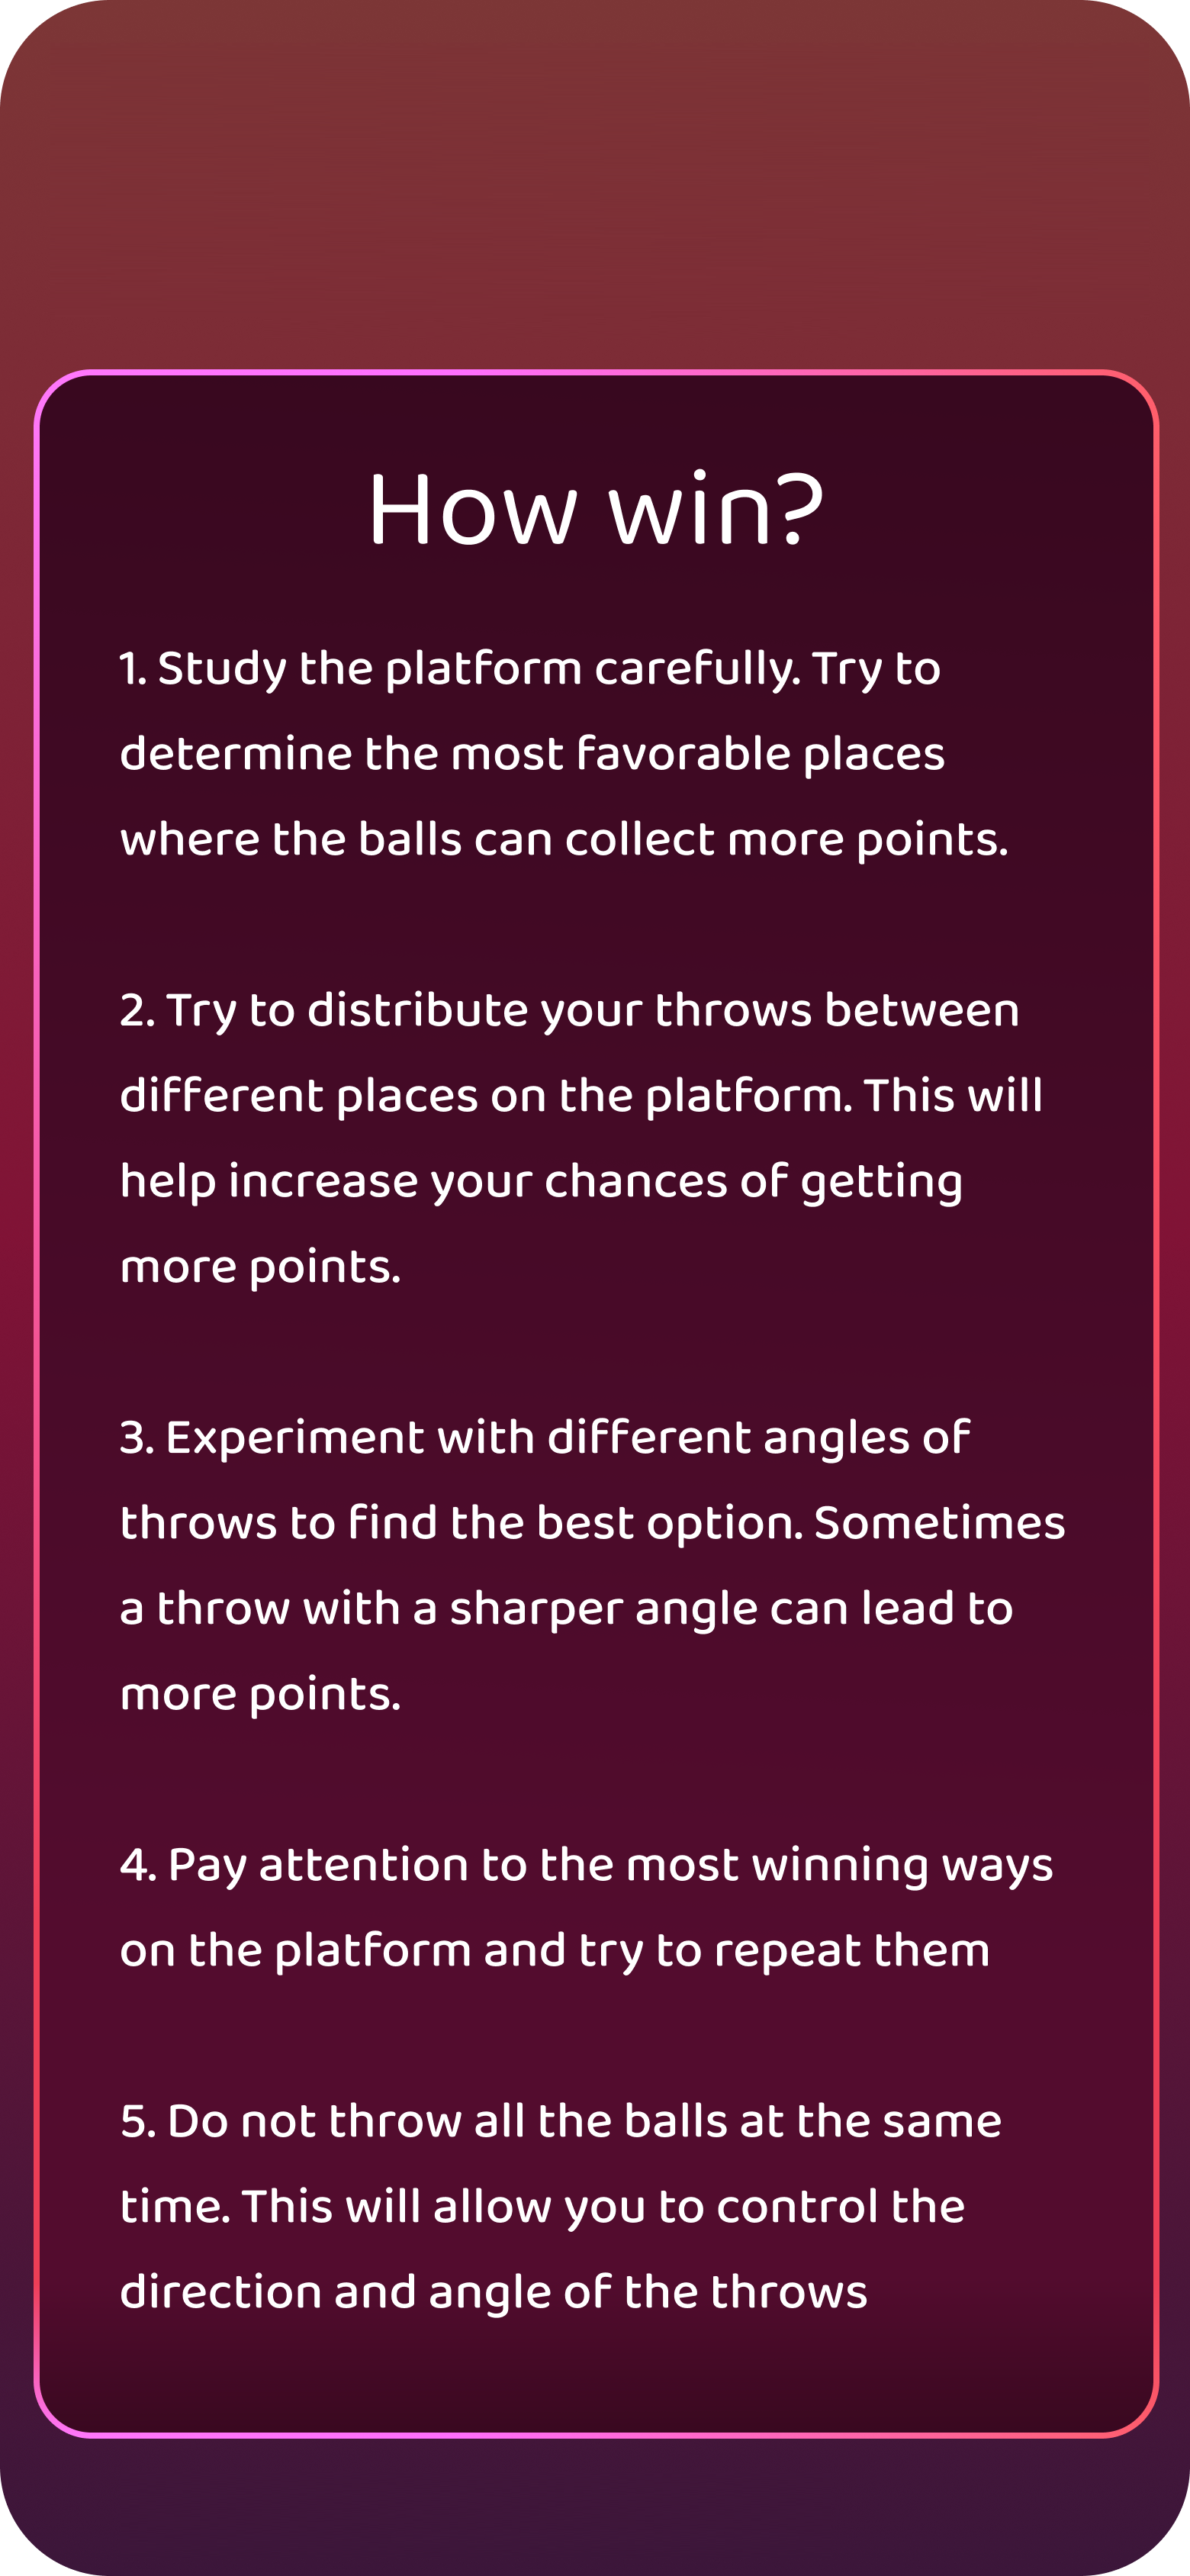 How win?
1. Study the platform carefully. Try to
determine the most favorable places
where the balls can collect more points.
2. Try to distribute your throws between
different places on the platform. This will
help increase your chances of getting
more points.
3. Experiment with different angles of
throws to find the best option. Sometimes
a throw with a sharper angle can lead to
more points.
4. Pay attention to the most winning ways
on the platform and try to repeat them
5. Do not throw all the balls at the same
time. This will allow you to control the
direction and angle of the throws